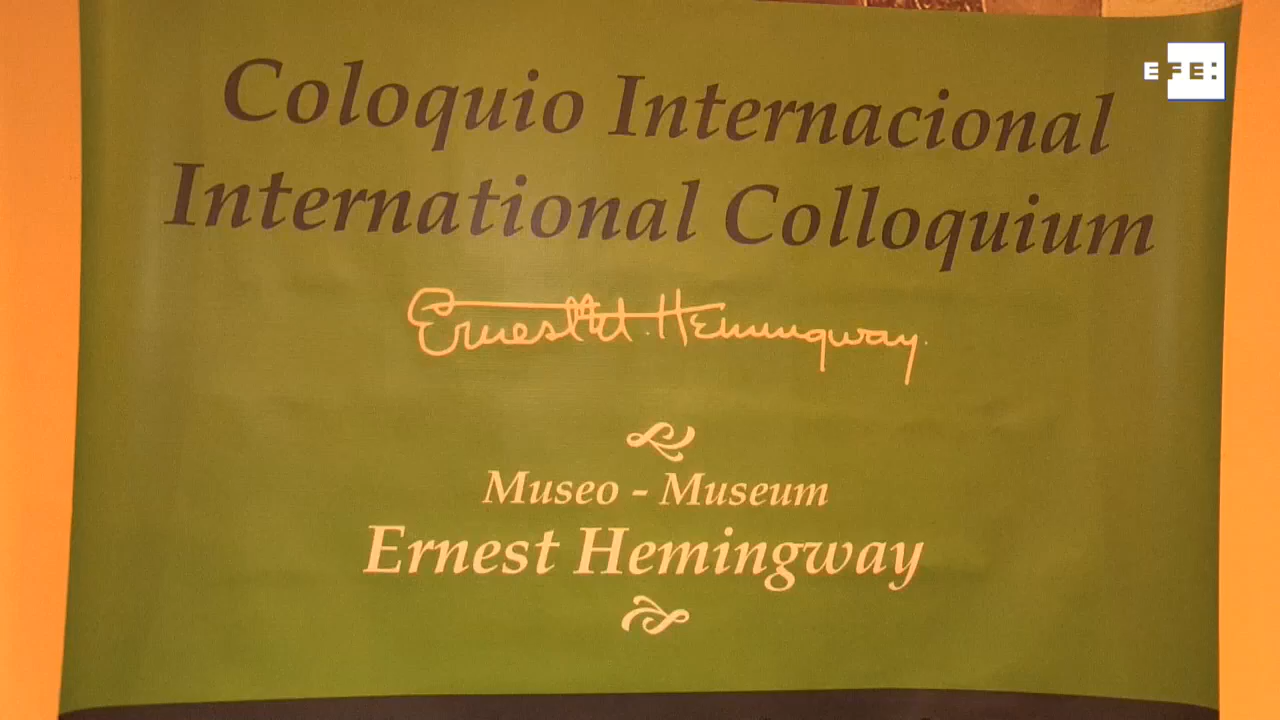 EFE:
Coloquio Internacional
International Colloquium
Ernest Hemingway.
Museo - Museum
Ernest Hemingway